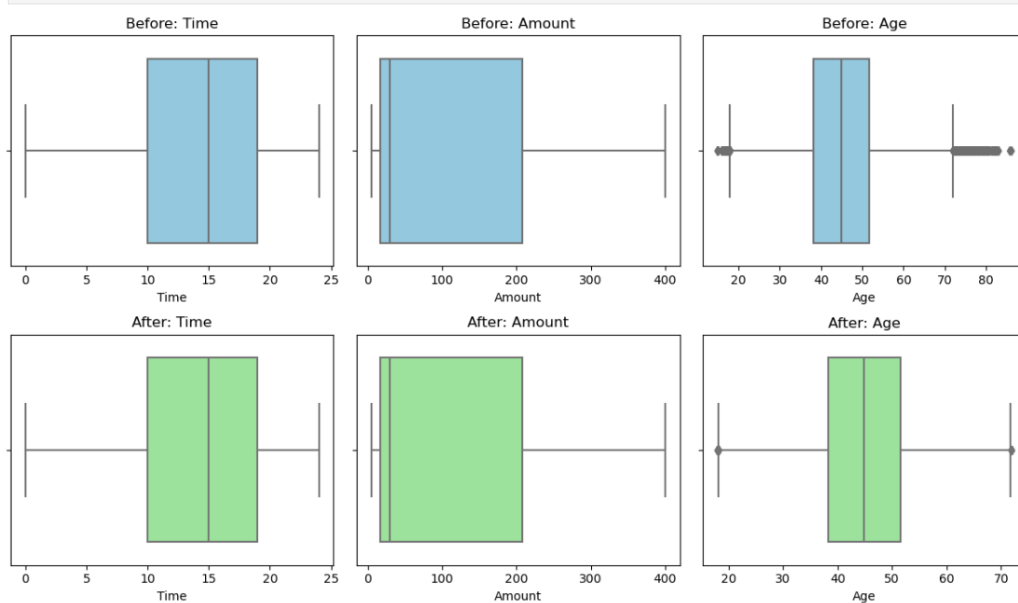 Before: Time
Before: Amount
Before: Age
0 5 10 15 20 25
0 100 200 300 400
20 30 40 50 60 70 80
Time
Amount
Age
After: Time
After: Amount
After: Age
0 5 10 15 20 25
0 100 200 300 400
20 30 40 50 60 70
Time
Amount
Age